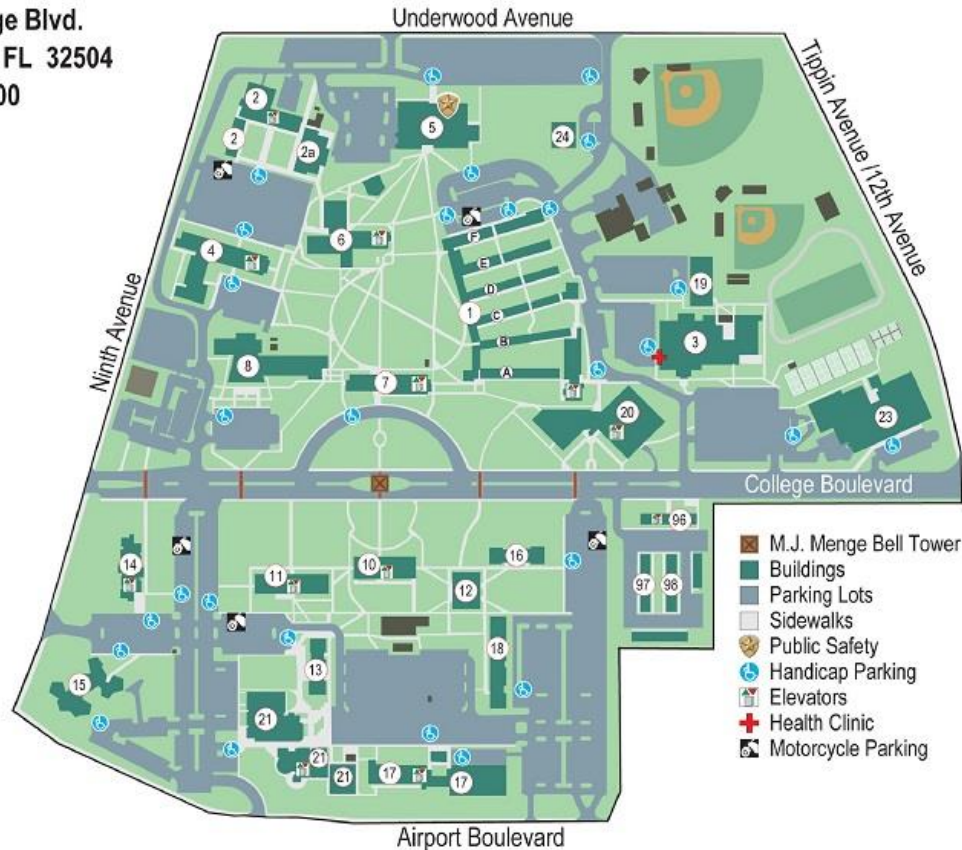 ge Blvd.
FL 32504
00
Underwood Avenue
Tippin Avenue /12th Avenue
Ninth Avenue
2
5
24
2
2a
6
F
4
E
19
D
1
C
3
B
8
A
7
20
23
College Boulevard
96
14
11
10
16
97
98
12
13
18
15
21
21
21
17
17
M.J. Menge Bell Tower
Buildings
Parking Lots
Sidewalks
Public Safety
Handicap Parking
Elevators
Health Clinic
Motorcycle Parking
Airport Boulevard